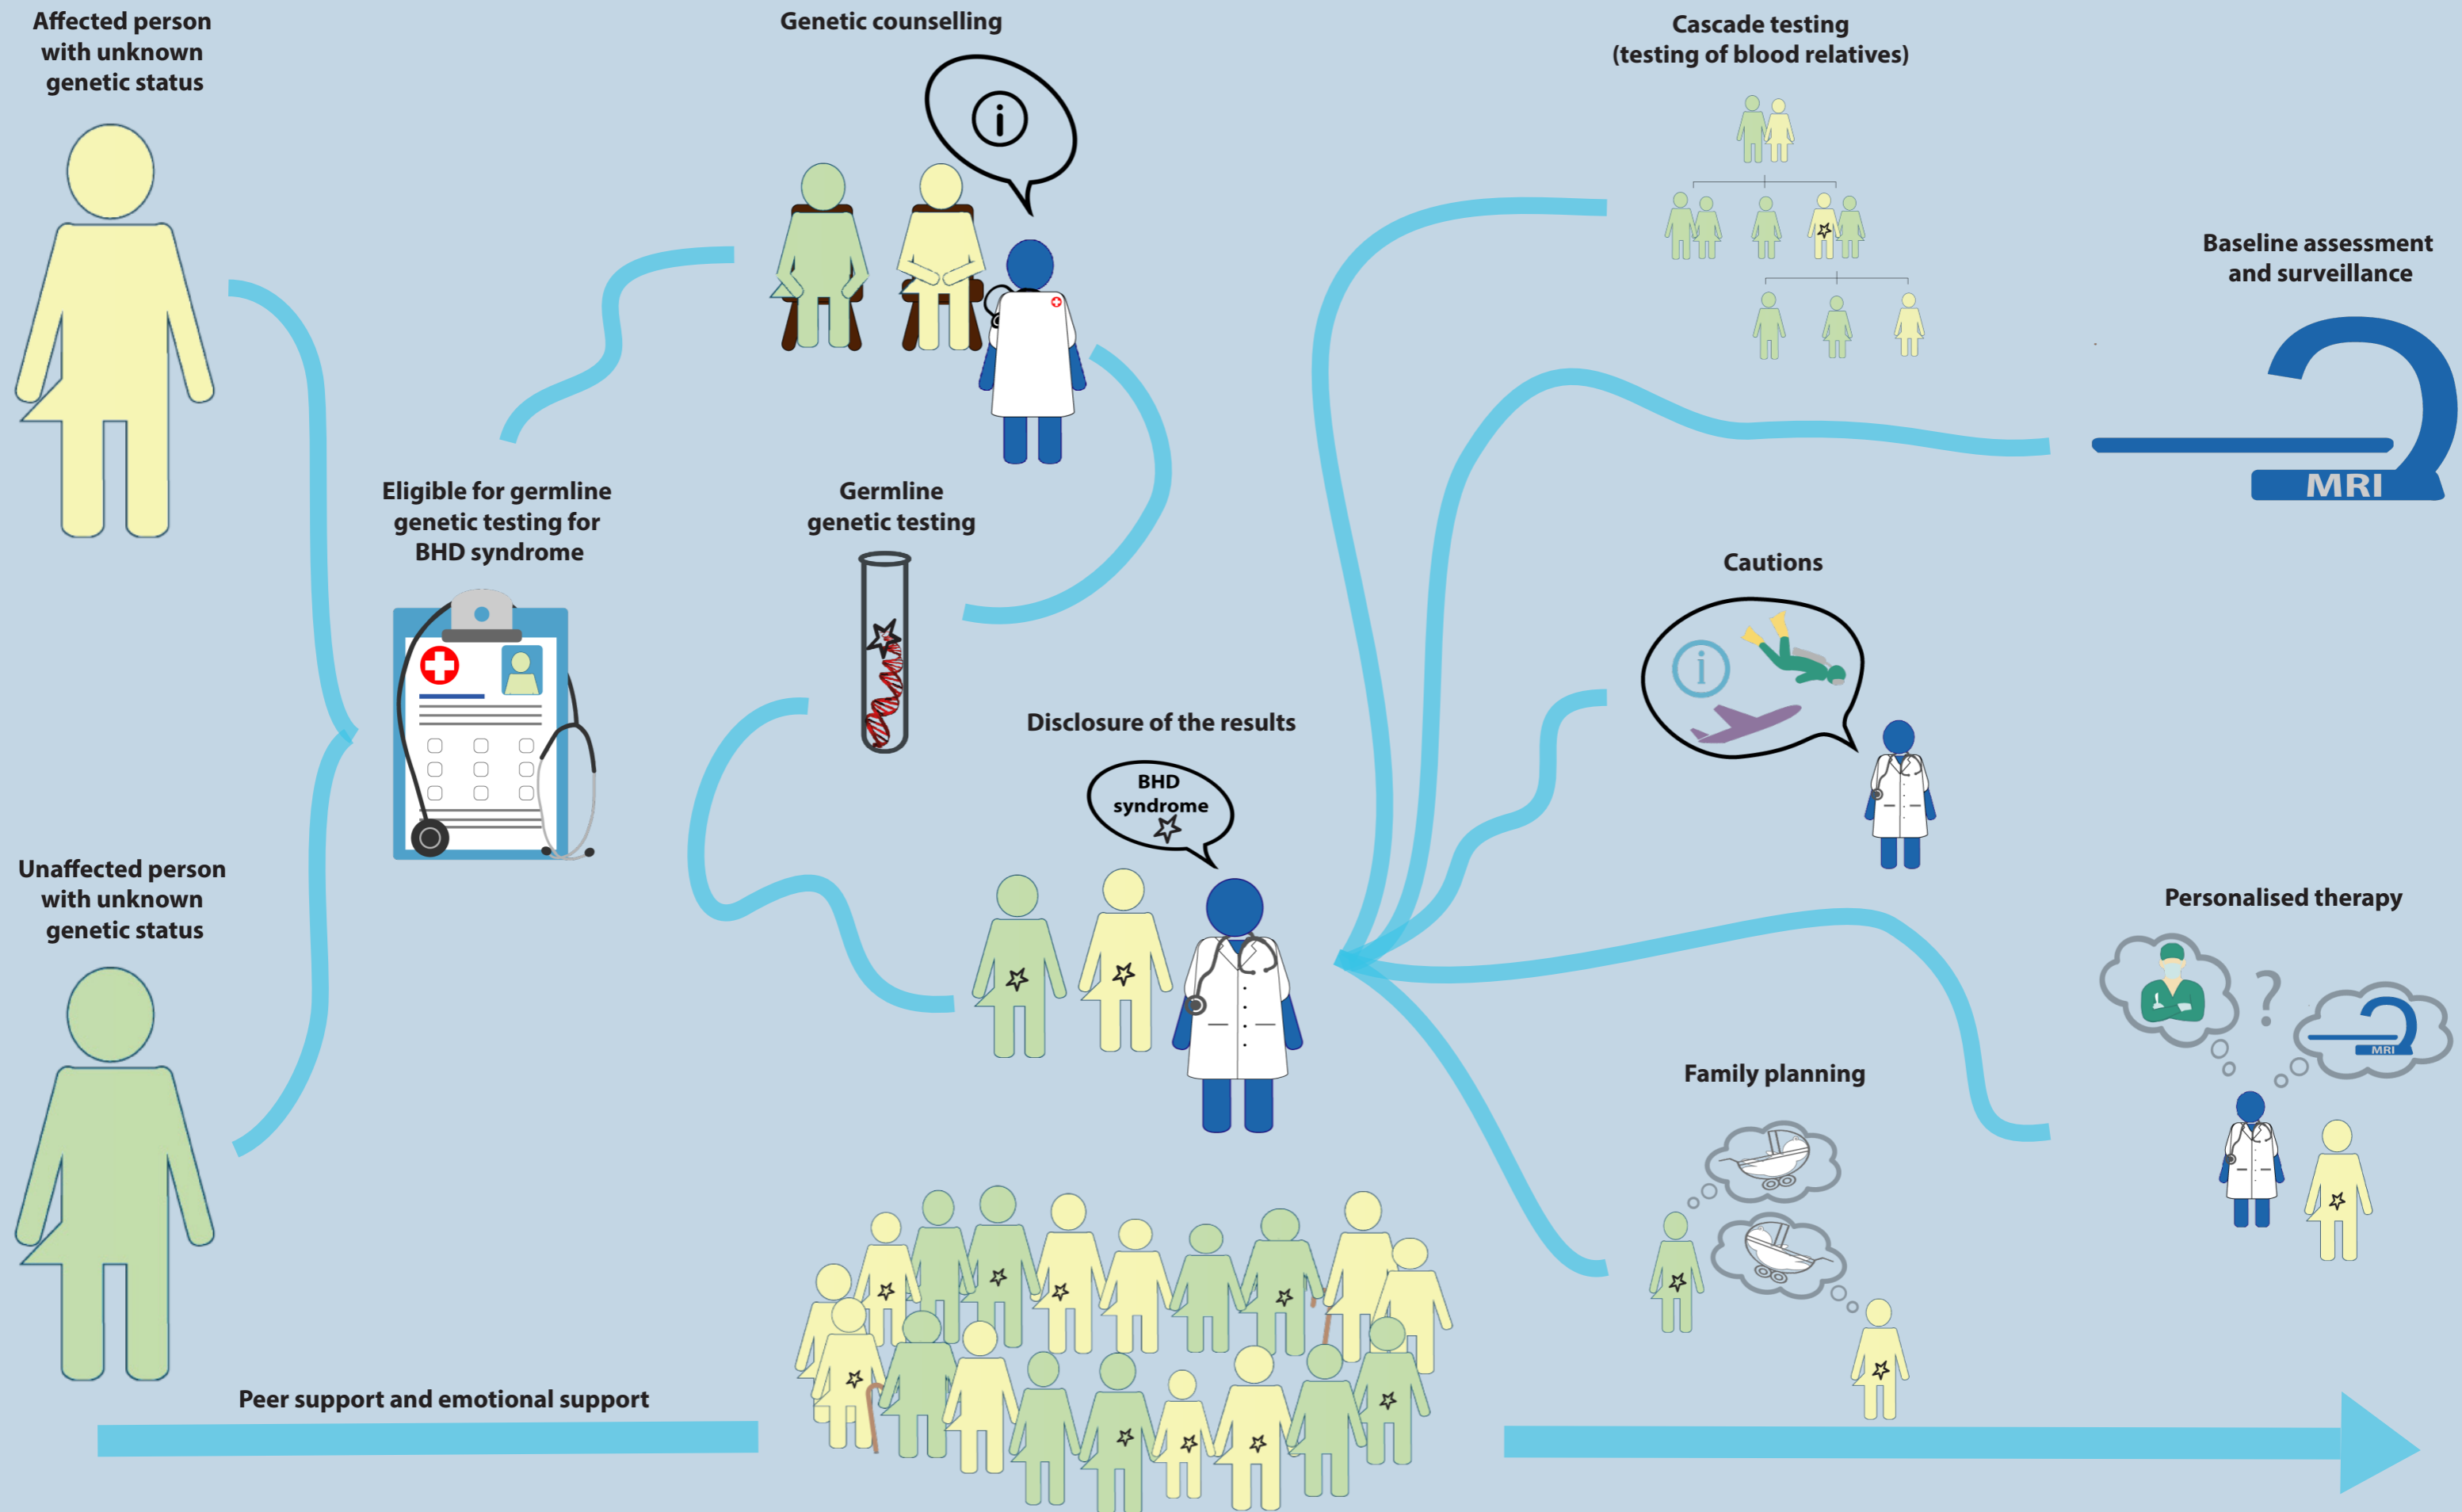 Affected person
with unknown
genetic status
Genetic counselling
i
Cascade testing
(testing of blood relatives)
Baseline assessment
and surveillance
MRI
Eligible for germline
genetic testing for
BHD syndrome
Germline
genetic testing
Cautions
i
Disclosure of the results
BHD
syndrome
Unaffected person
with unknown
genetic status
Personalised therapy
?
MRI
Family planning
Peer support and emotional support